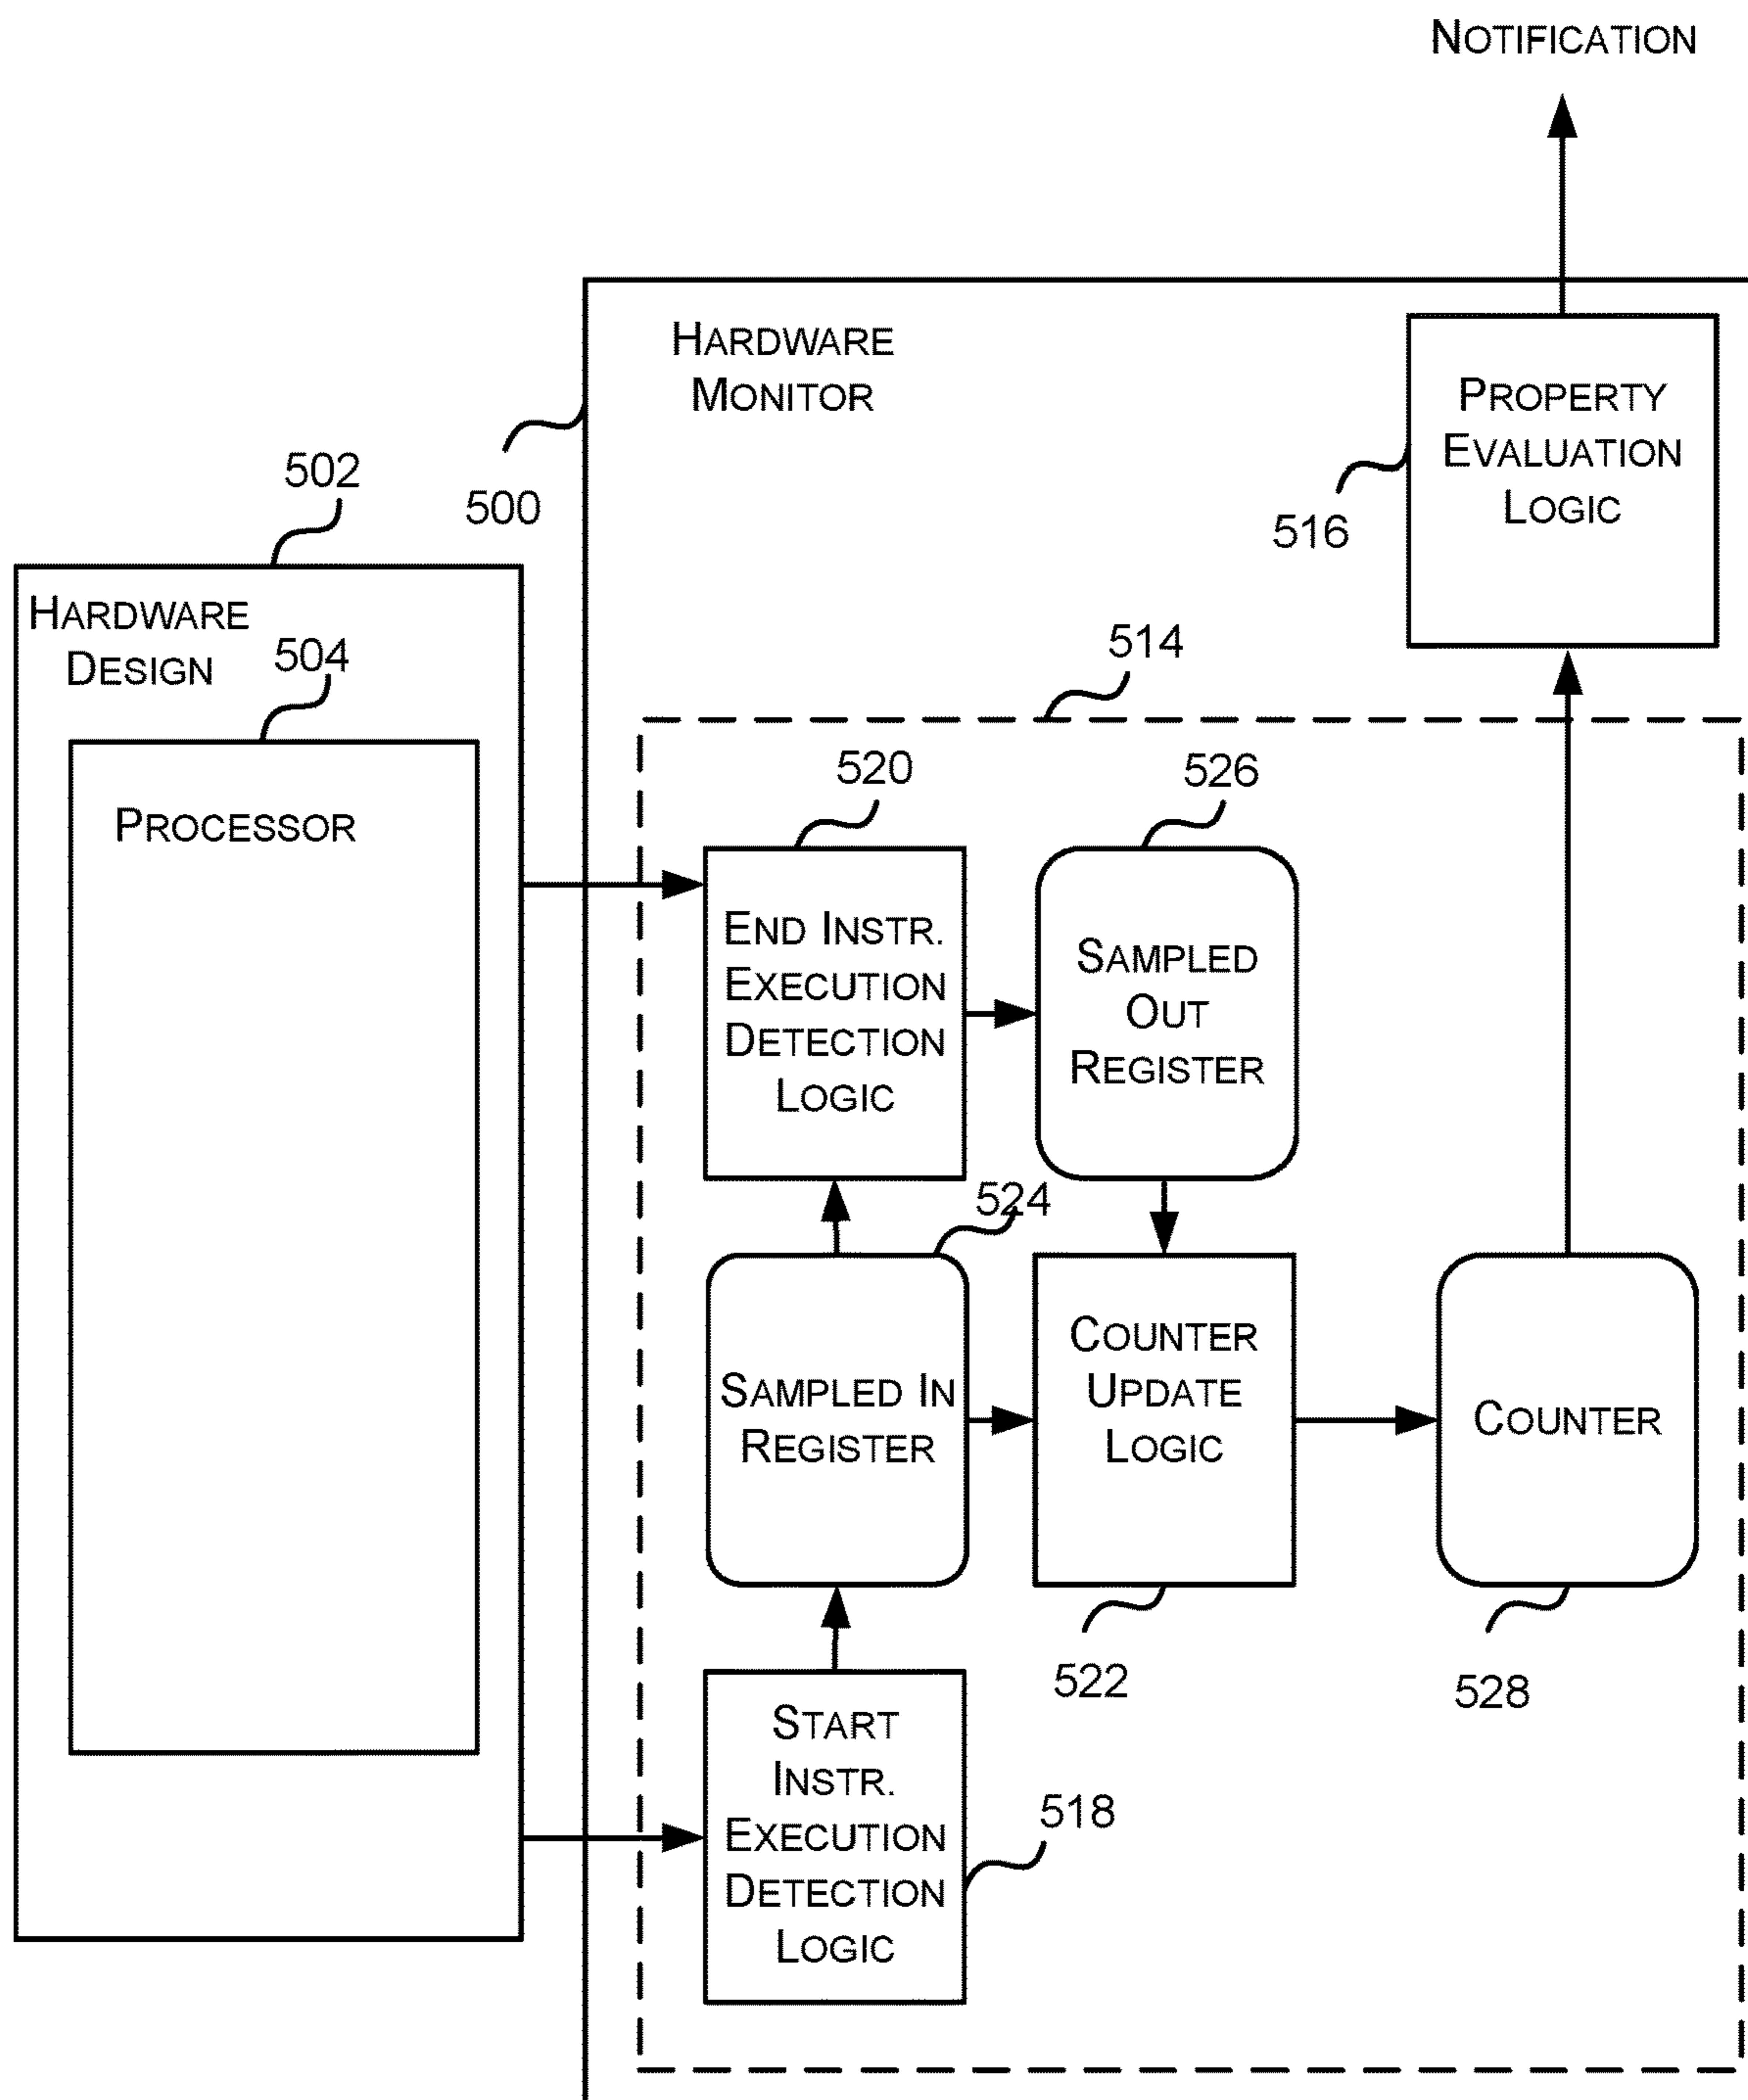 NOTIFICATION
HARDWARE
MONITOR
500
PROPERTY
EVALUATION
LOGIC
516
502
HARDWARE
DESIGN
504
PROCESSOR
514
520
END INSTR.
EXECUTION
DETECTION
LOGIC
526
SAMPLED
OUT
REGISTER
524
SAMPLED IN
REGISTER
COUNTER
UPDATE
LOGIC
522
COUNTER
528
START
INSTR.
EXECUTION
DETECTION
LOGIC
518